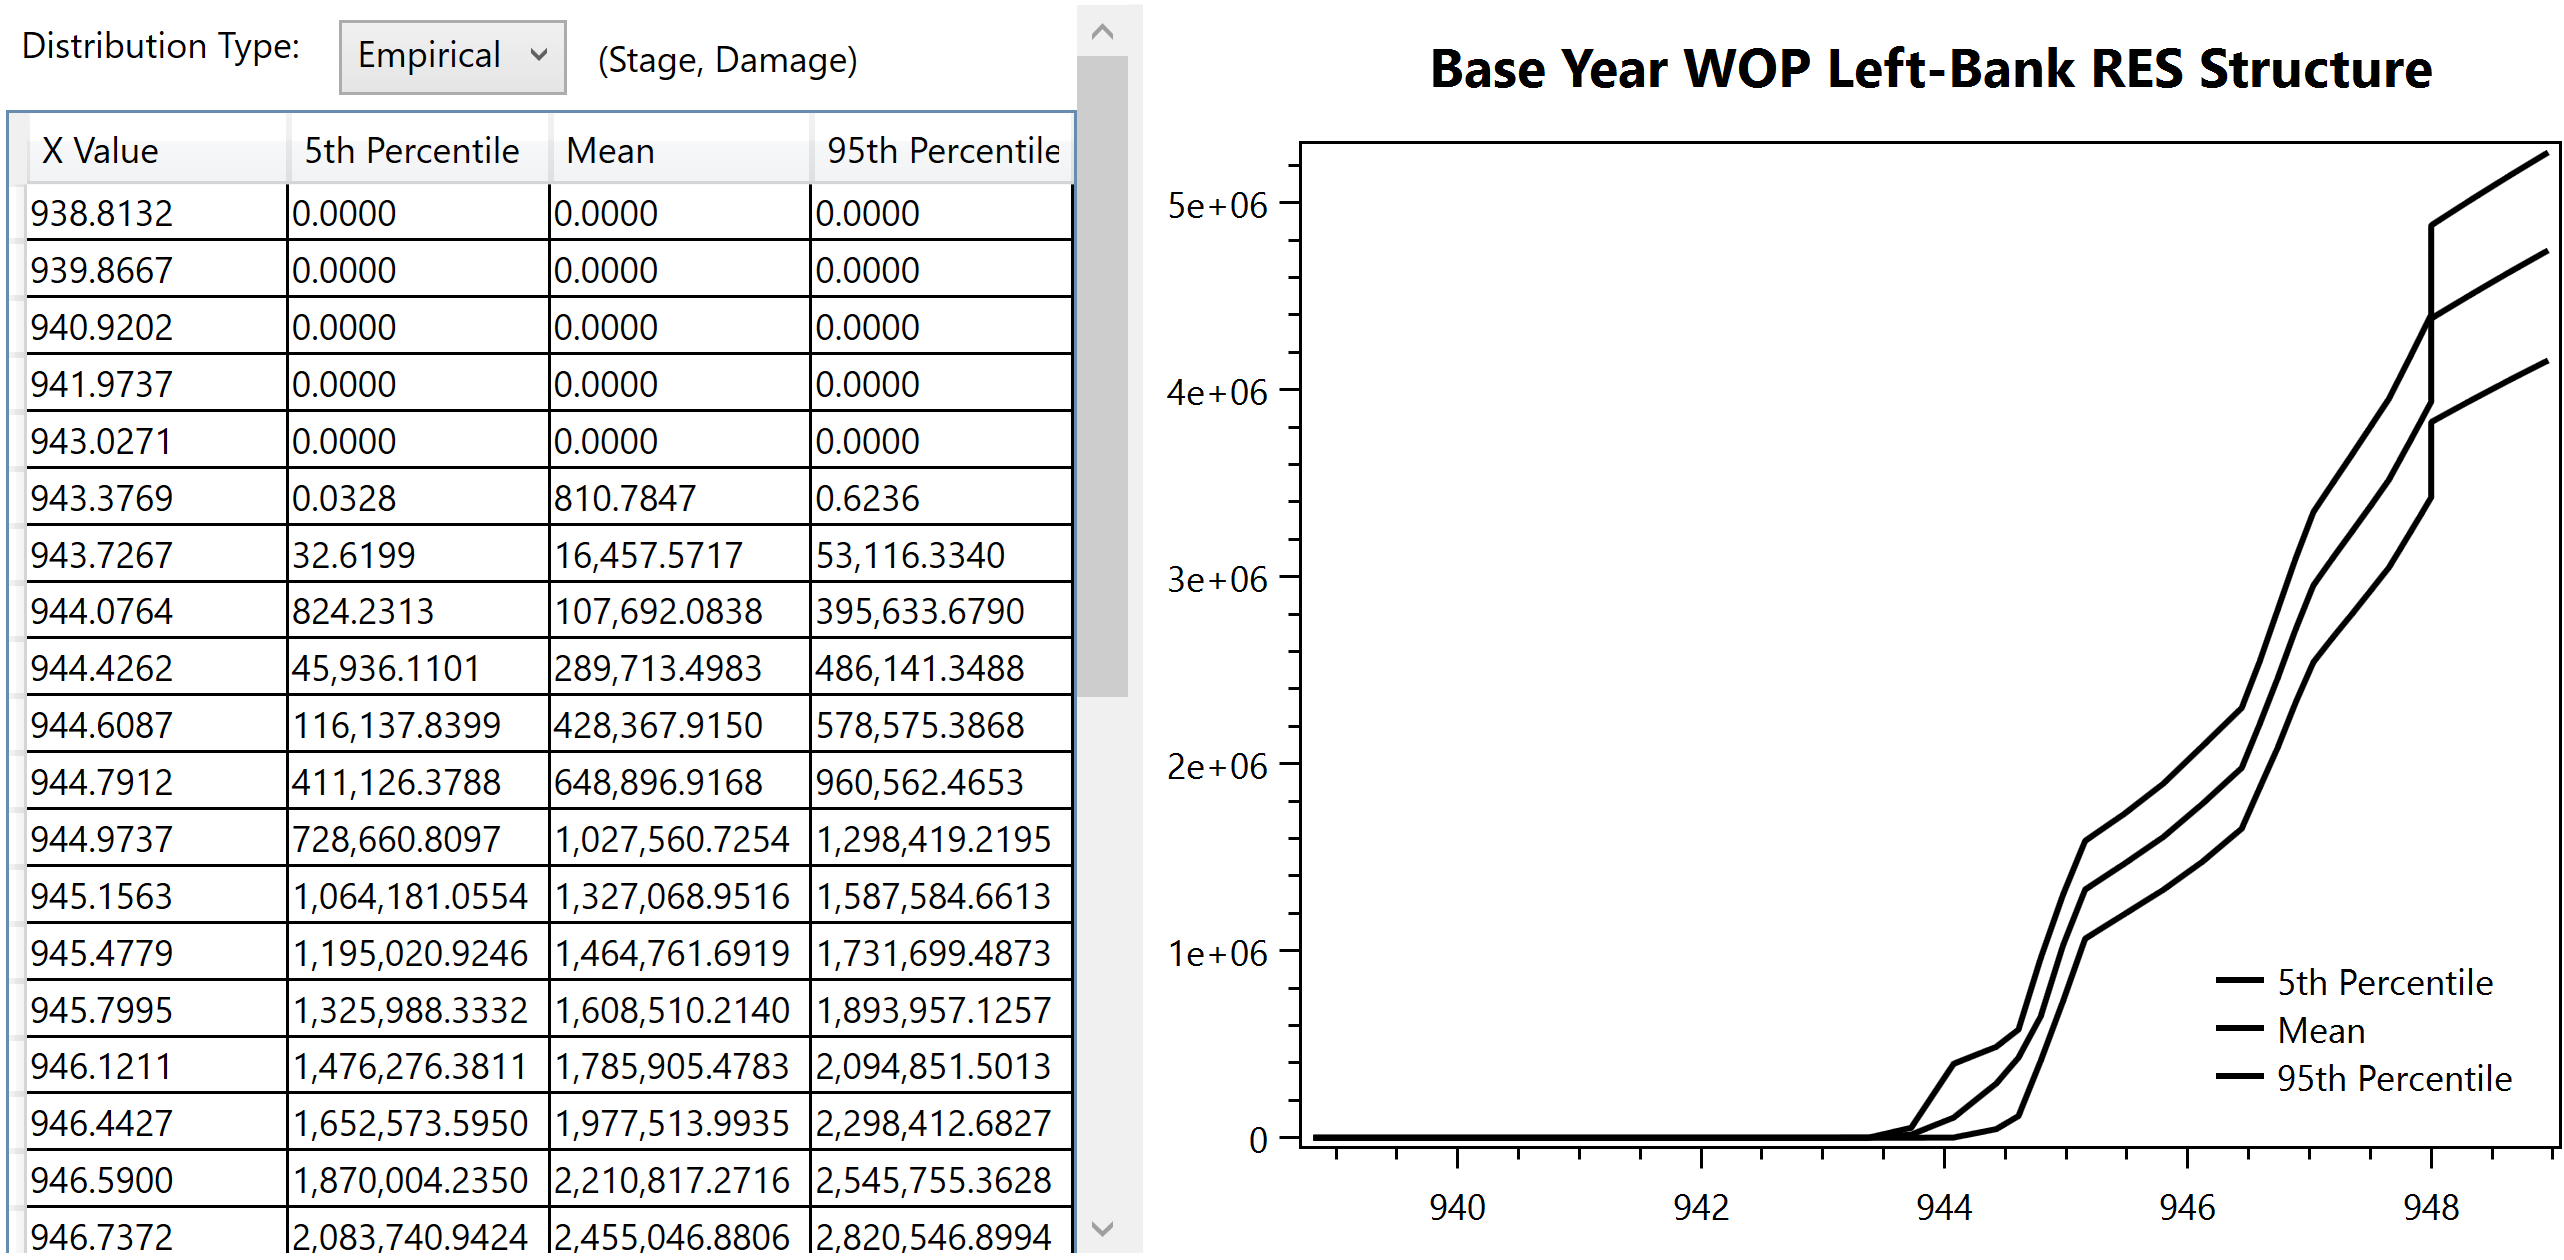 Distribution Type: Empirical (Stage, Damage)
X Value 5th Percentile Mean 95th Percentile
938.8132 0.0000 0.0000 0.0000
939.8667 0.0000 0.0000 0.0000
940.9202 0.0000 0.0000 0.0000
941.9737 0.0000 0.0000 0.0000
943.0271 0.0000 0.0000 0.0000
943.3769 0.0328 810.7847 0.6236
943.7267 32.6199 16,457.5717 53,116.3340
944.0764 824.2313 107,692.0838 395,633.6790
944.4262 45,936.1101 289,713.4983 486,141.3488
944.6087 116,137.8399 428,367.9150 578,575.3868
944.7912 411,126.3788 648,896.9168 960,562.4653
944.9737 728,660.8097 1,027,560.7254 1,298,419.2195
945.1563 1,064,181.0554 1,327,068.9516 1,587,584.6613
945.4779 1,195,020.9246 1,464,761.6919 1,731,699.4873
945.7995 1,325,988.3332 1,608,510.2140 1,893,957.1257
946.1211 1,476,276.3811 1,785,905.4783 2,094,851.5013
946.4427 1,652,573.5950 1,977,513.9935 2,298,412.6827
946.5900 1,870,004.2350 2,210,817.2716 2,545,755.3628
946.7372 2,083,740.9424 2,455,046.8806 2,820,546.8994
Base Year WOP Left-Bank RES Structure
5e+06
4e+06
3e+06
2e+06
1e+06
0
5th Percentile
Mean
95th Percentile
940 942 944 946 948